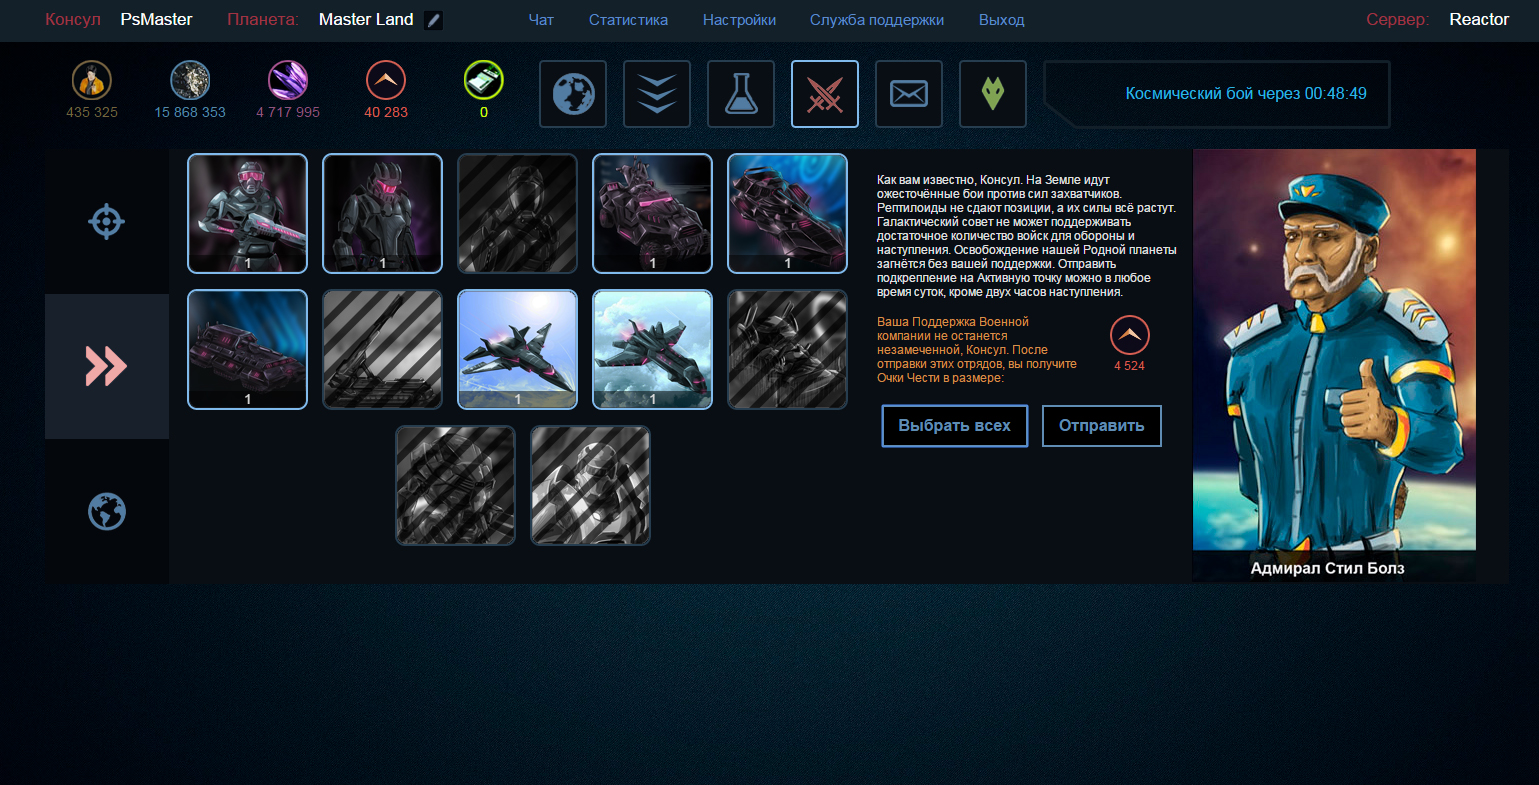 Консул PsMaster Планета: Master Land Чат Статистика Настройки Служба поддержки Выход Сервер: Reactor
435 325 15 868 353 4 717 995 40 283 0
Космический бой через 00:48:49
1 1 1 1
1 1 1
Как вам известно, Консул. На Земле идут
ожесточённые бои против сил захватчиков.
Рептилоиды не сдают позиции, а их силы всё растут.
Галактический совет не может поддерживать
достаточное количество войск для обороны и
наступления. Освобождение нашей Родной планеты
загнётся без вашей поддержки. Отправить
подкрепление на Активную точку можно в любое
время суток, кроме двух часов наступления.
Ваша Поддержка Военной
компании не останется
незамеченной, Консул. После
отправки этих отрядов, вы получите
Очки Чести в размере:
4 524
Выбрать всех Отправить
Адмирал Стил Болз